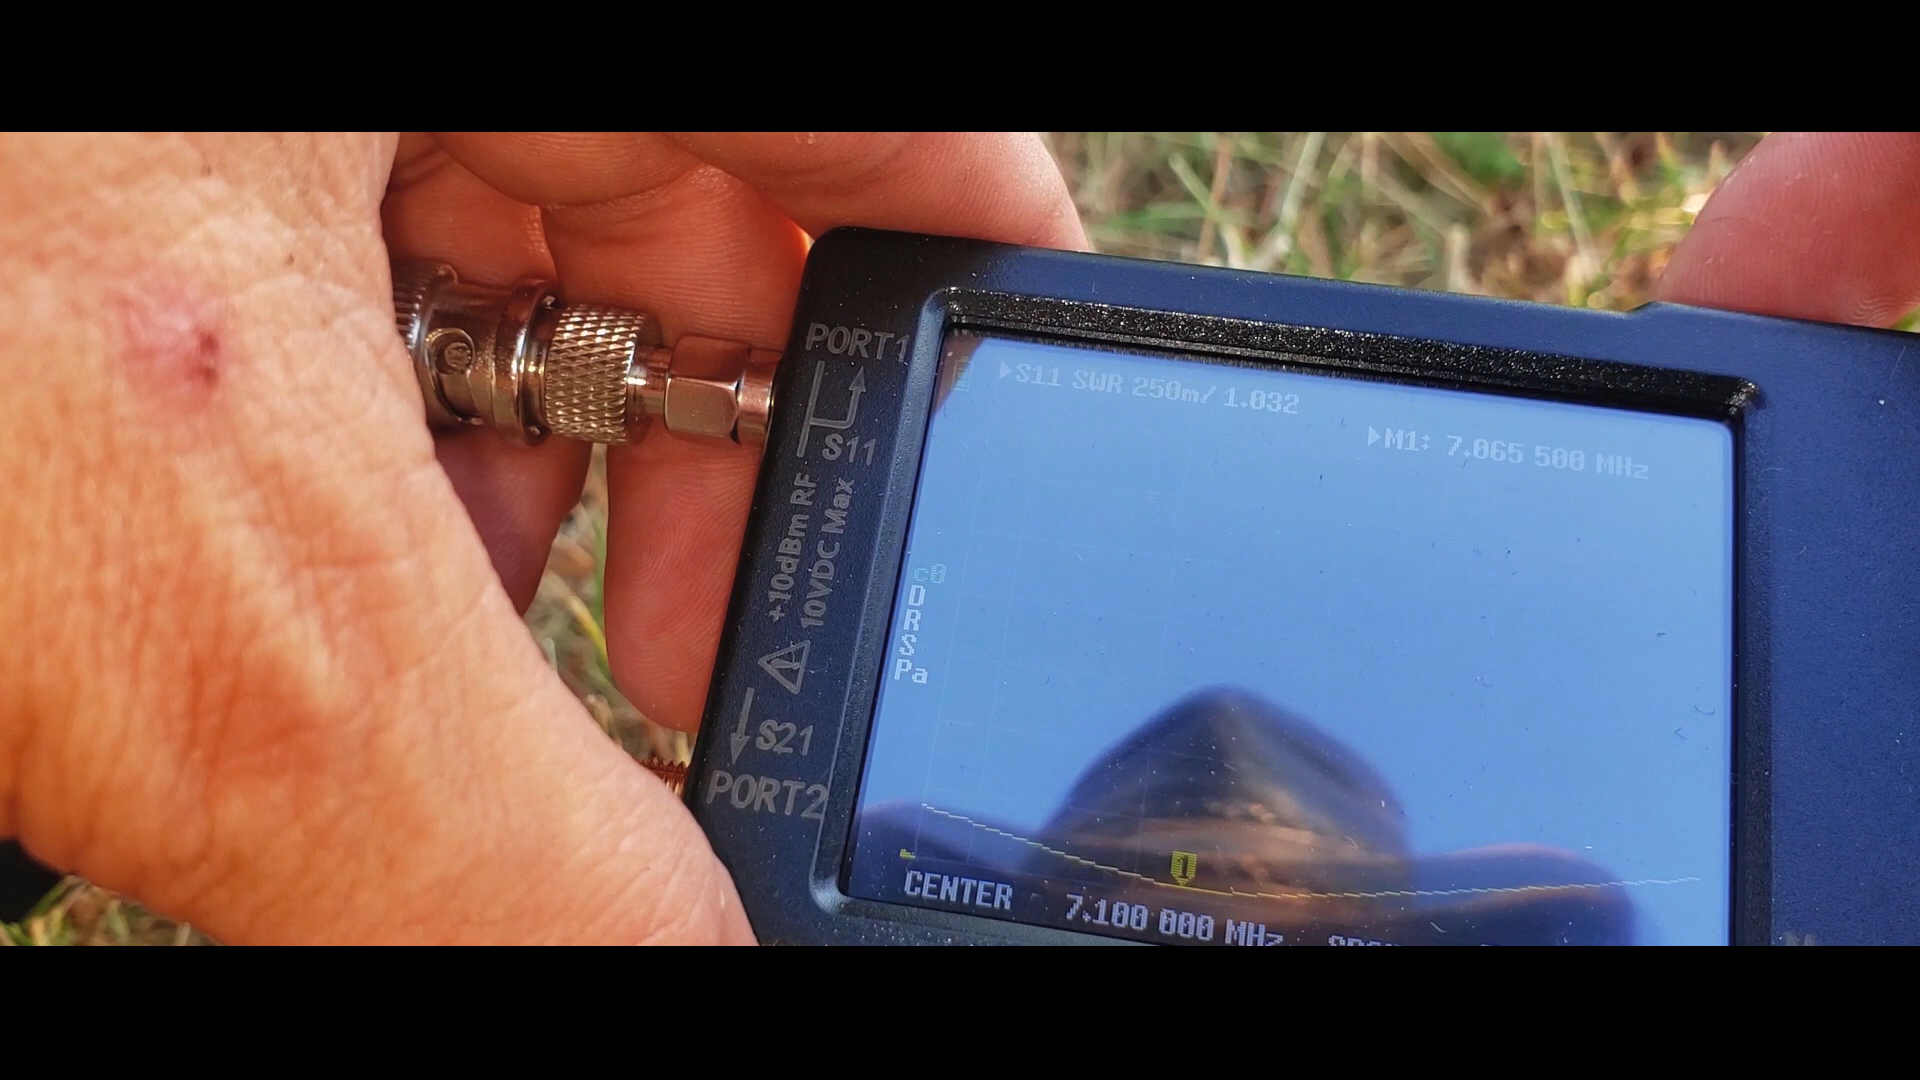 PORT1
S11
+10dBm RF
10VDC Max
S21
PORT2
S11 SWR 250m/ 1.032
M1: 7.065 500 MHz
c0
D
R
S
Pa
1
CENTER 7.100 000 MHz